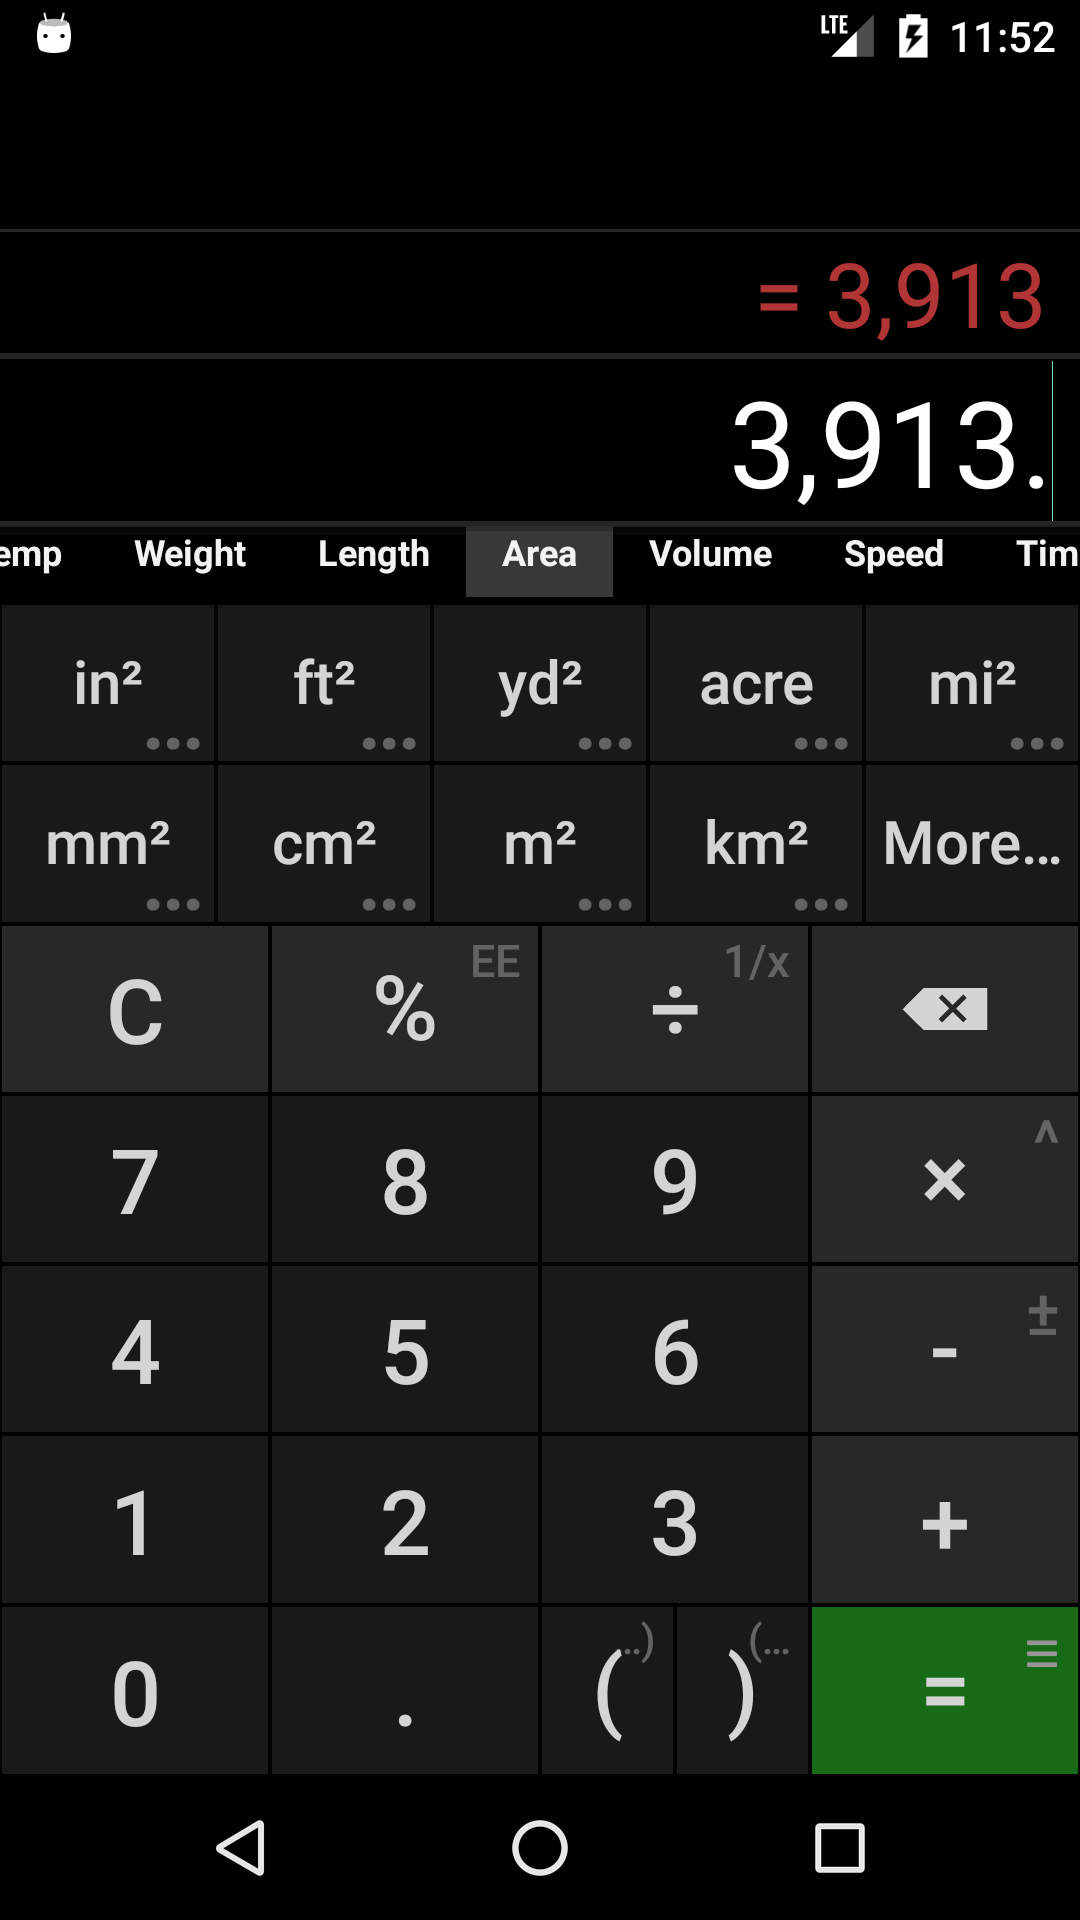 LTE 11:52
= 3,913
3,913.
emp Weight Length Area Volume Speed Tim
in² ft² yd² acre mi²
mm² cm² m² km² More...
C % EE ÷ 1/x
7 8 9 × ^
4 5 6 - ±
1 2 3 +
0 . ( ..) ) (... =